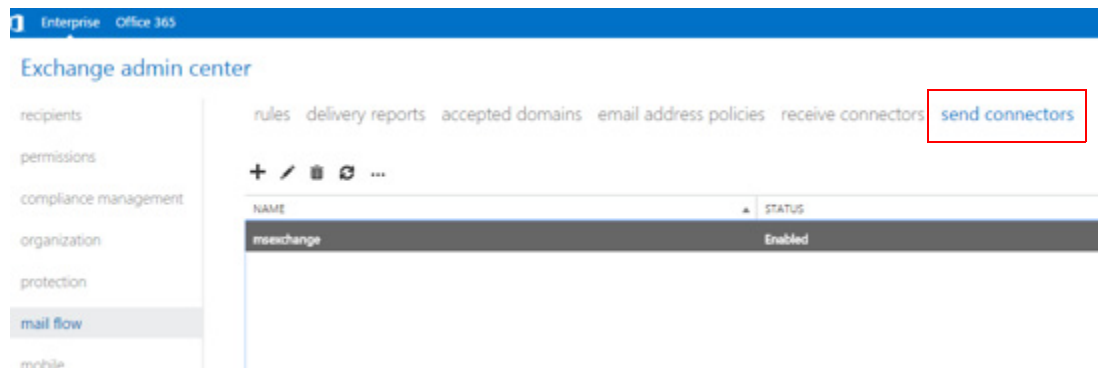 Enterprise Office 365
Exchange admin center
recipients
permissions
compliance management
organization
protection
mail flow
mobile
rules delivery reports accepted domains email address policies receive connectors send connectors
NAME STATUS
msexchange Enabled